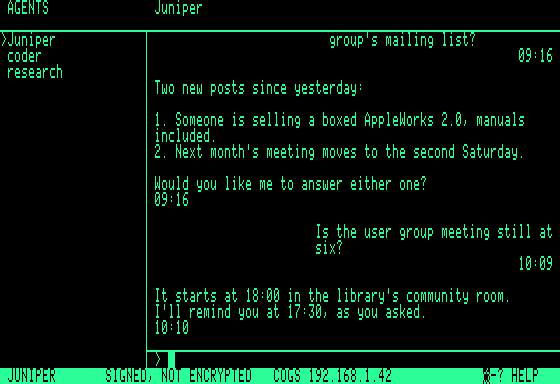 AGENTS
Juniper
>Juniper
coder
research
group's mailing list?
09:16
Two new posts since yesterday:
1. Someone is selling a boxed AppleWorks 2.0, manuals
included.
2. Next month's meeting moves to the second Saturday.
Would you like me to answer either one?
09:16
Is the user group meeting still at
six?
10:09
It starts at 18:00 in the library's community room.
I'll remind you at 17:30, as you asked.
10:10
>
JUNIPER SIGNED, NOT ENCRYPTED COGS 192.168.1.42 -? HELP